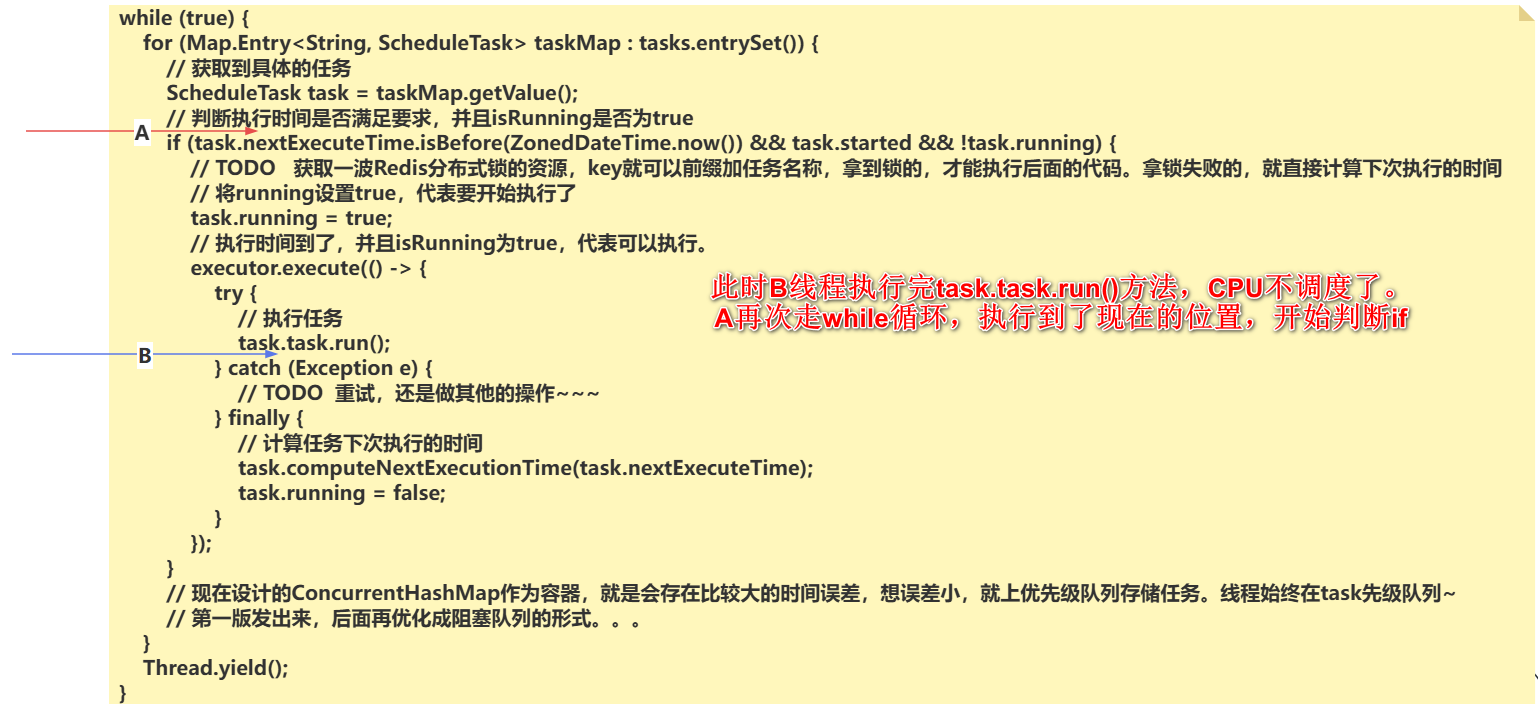 while (true) {
for (Map.Entry<String, ScheduleTask> taskMap : tasks.entrySet()) {
// 获取到具体的任务
ScheduleTask task = taskMap.getValue();
// 判断执行时间是否满足要求，并且isRunning是否为true
A
if (task.nextExecuteTime.isBefore(ZonedDateTime.now()) && task.started && !task.running) {
// TODO   获取一波Redis分布式锁的资源，key就可以前缀加任务名称，拿到锁的，才能执行后面的代码。拿锁失败的，就直接计算下次执行的时间
// 将running设置true，代表要开始执行了
task.running = true;
// 执行时间到了，并且isRunning为true，代表可以执行。
executor.execute(() -> {
try {
此时B线程执行完task.task.run()方法，CPU不调度了。
A再次走while循环，执行到了现在的位置，开始判断if
// 执行任务
task.task.run();
B
} catch (Exception e) {
// TODO  重试，还是做其他的操作~~~
} finally {
// 计算任务下次执行的时间
task.computeNextExecutionTime(task.nextExecuteTime);
task.running = false;
}
});
}
// 现在设计的ConcurrentHashMap作为容器，就是会存在比较大的时间误差，想误差小，就上优先级队列存储任务。线程始终在task先级队列~
// 第一版发出来，后面再优化成阻塞队列的形式。。。
}
Thread.yield();
}